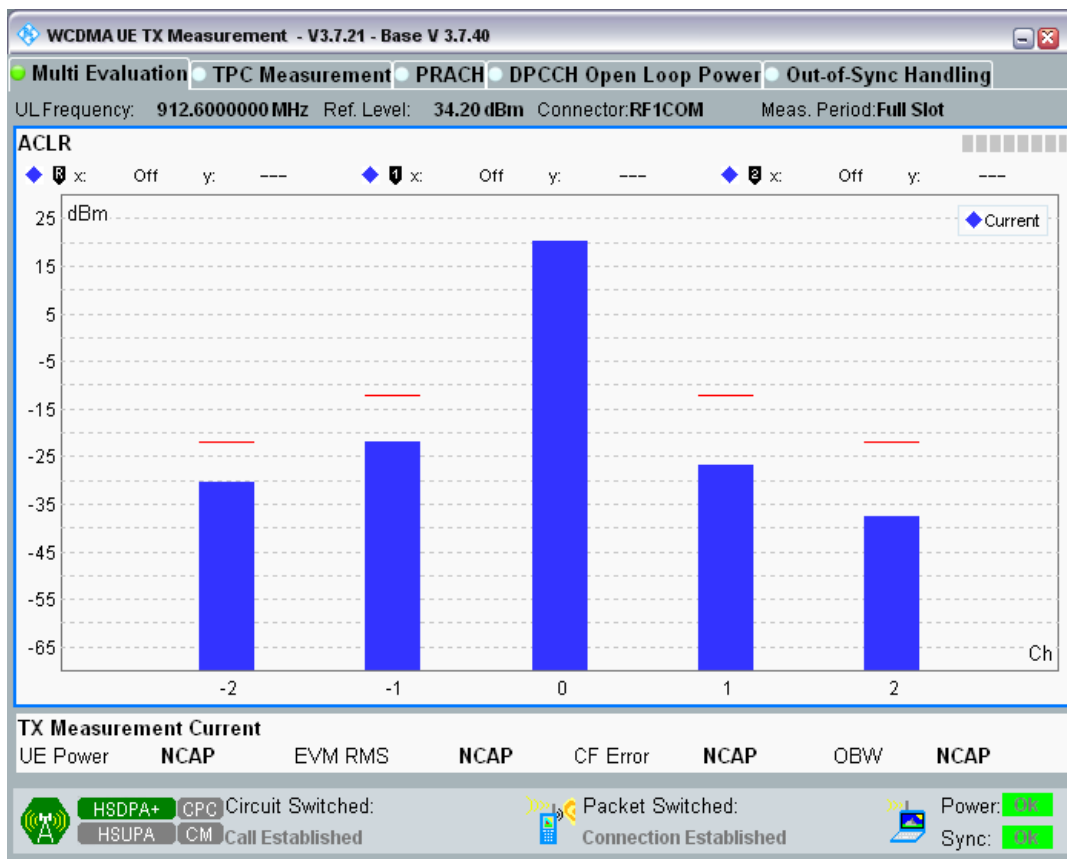 WCDMA UE TX Measurement - V3.7.21 - Base V 3.7.40
Multi Evaluation TPC Measurement PRACH DPCCH Open Loop Power Out-of-Sync Handling
UL Frequency: 912.6000000 MHz Ref. Level: 34.20 dBm Connector:RF1COM Meas. Period:Full Slot
ACLR
R x: Off y: --- 1 x: Off y: --- 2 x: Off y: ---
dBm
Current
25
15
5
-5
-15
-25
-35
-45
-55
-65
Ch
-2 -1 0 1 2
TX Measurement Current
UE Power NCAP EVM RMS NCAP CF Error NCAP OBW NCAP
HSDPA+ CPC Circuit Switched: Packet Switched: Power: OK
HSUPA CM Call Established Connection Established Sync: OK